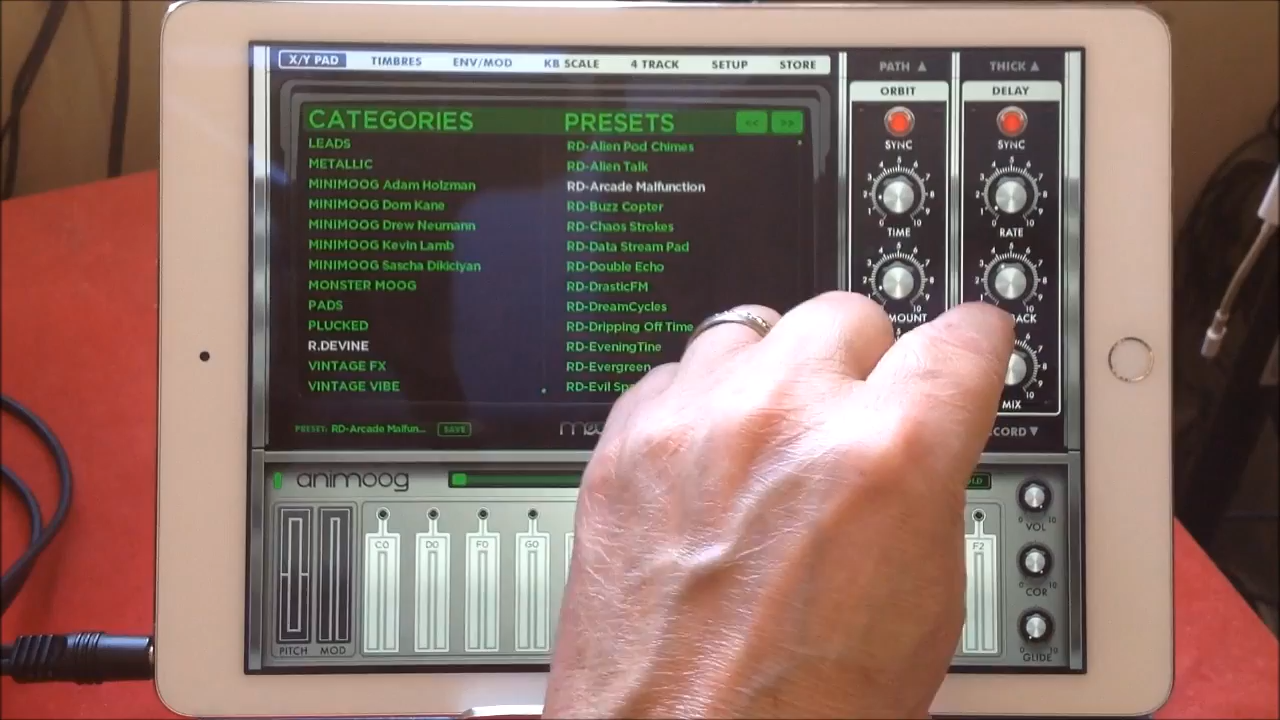 X/Y PAD TIMBRES ENV/MOD KB SCALE 4 TRACK SETUP STORE
PATH THICK
ORBIT DELAY
CATEGORIES PRESETS << >>
LEADS
METALLIC
MINIMOOG Adam Holzman
MINIMOOG Dom Kane
MINIMOOG Drew Neumann
MINIMOOG Kevin Lamb
MINIMOOG Sascha Dikiciyan
MONSTER MOOG
PADS
PLUCKED
R.DEVINE
VINTAGE FX
VINTAGE VIBE
RD-Alien Pod Chimes
RD-Alien Talk
RD-Arcade Malfunction
RD-Buzz Copter
RD-Chaos Strokes
RD-Data Stream Pad
RD-Double Echo
RD-DrasticFM
RD-DreamCycles
RD-Dripping Off Time
RD-EveningTine
RD-Evergreen
RD-Evil
SYNC SYNC
TIME RATE
MIX
PRESET: RD-Arcade Malfun... SAVE
animoog
C0 D0 F0 G0 F2
PITCH MOD
VOL
COR
GLIDE